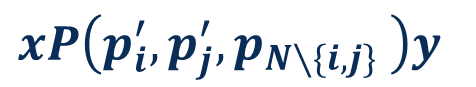 xP(p′ᵢ, p′ⱼ, p_{N\{i,j}})y